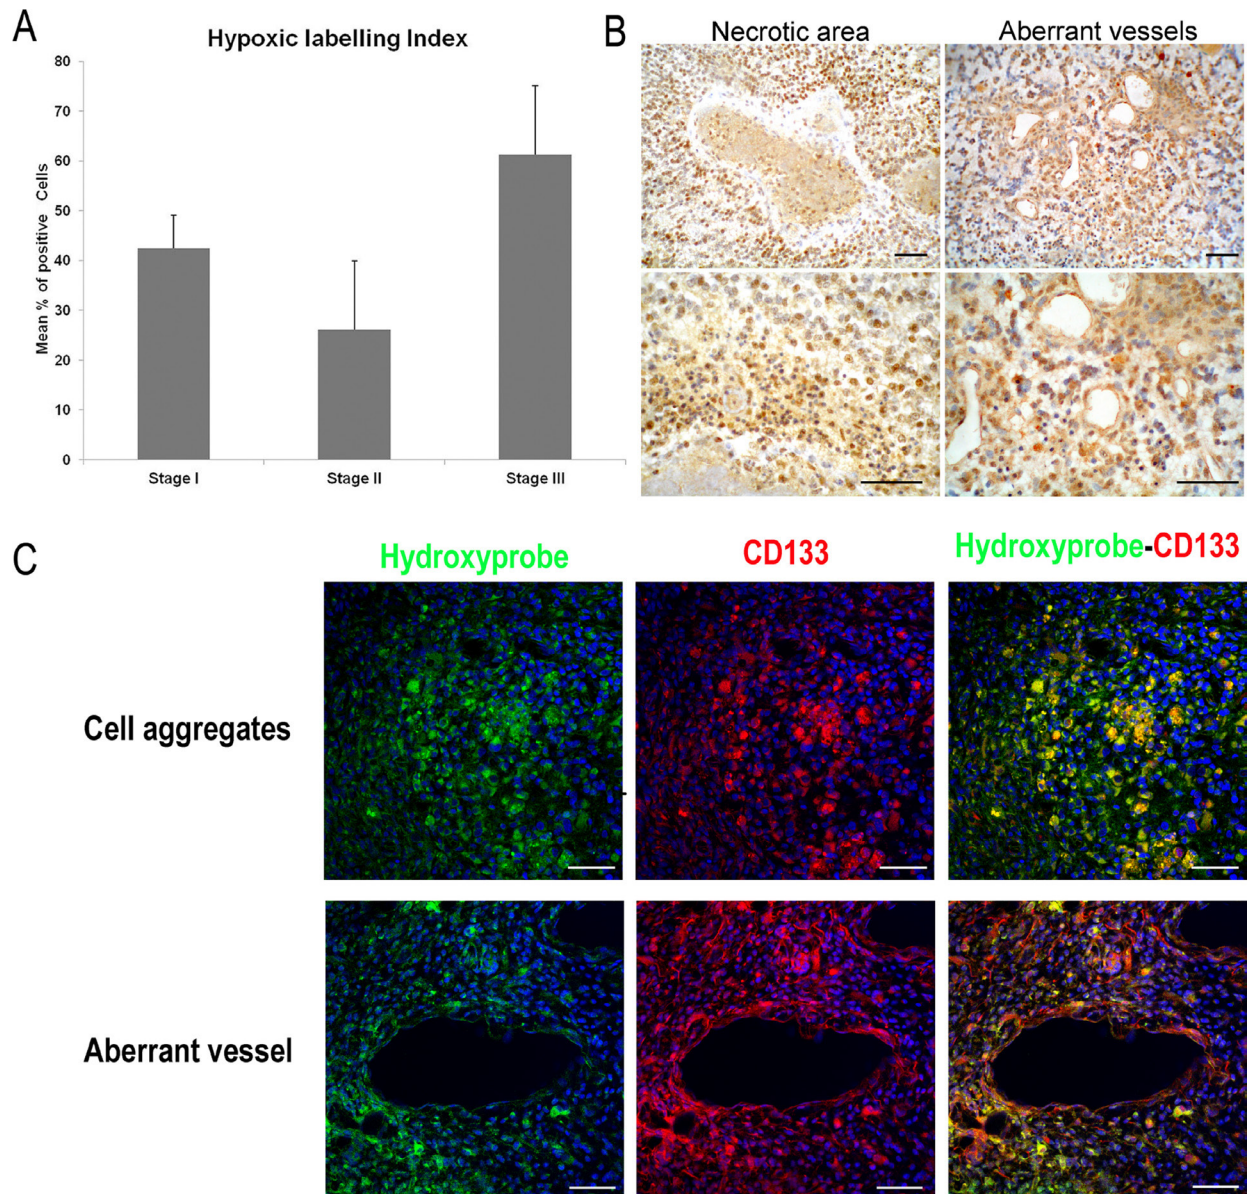 A
Hypoxic labelling Index
80
70
60
50
40
30
20
10
0
Mean % of positive Cells
Stage I
Stage II
Stage III
B
Necrotic area
Aberrant vessels
C
Hydroxyprobe
CD133
Hydroxyprobe-CD133
Cell aggregates
Aberrant vessel